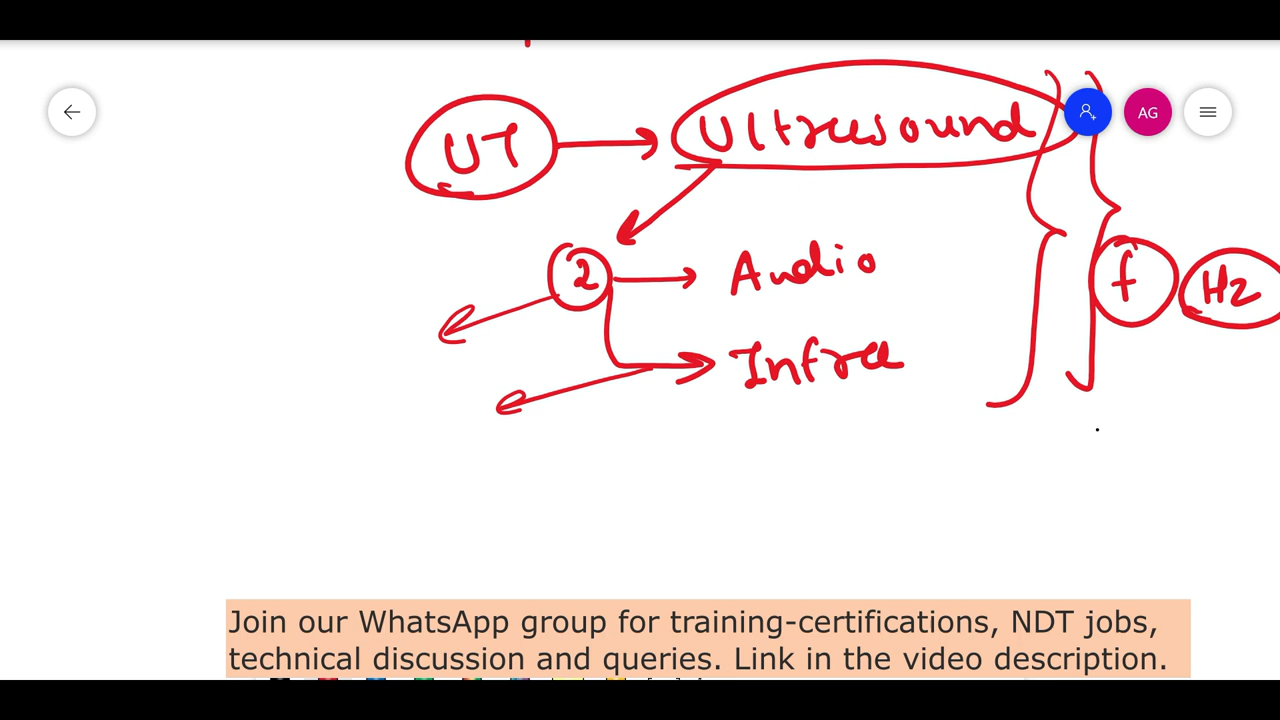 UT Ultrasound
AG
2 Audio
f Hz
Infra
Join our WhatsApp group for training-certifications, NDT jobs,
technical discussion and queries. Link in the video description.